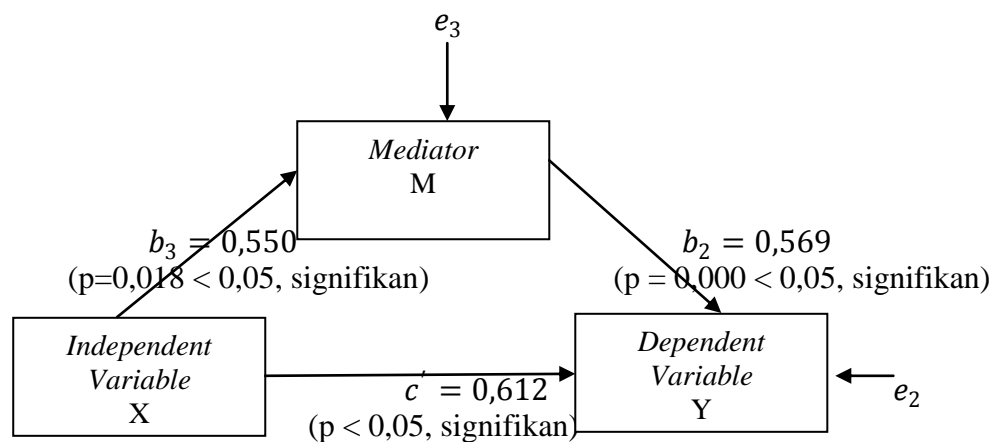 e₃
Mediator
M
b₃ = 0,550
(p=0,018 < 0,05, signifikan)
b₂ = 0,569
(p = 0,000 < 0,05, signifikan)
Independent
Variable
X
c′ = 0,612
(p < 0,05, signifikan)
Dependent
Variable
Y
e₂